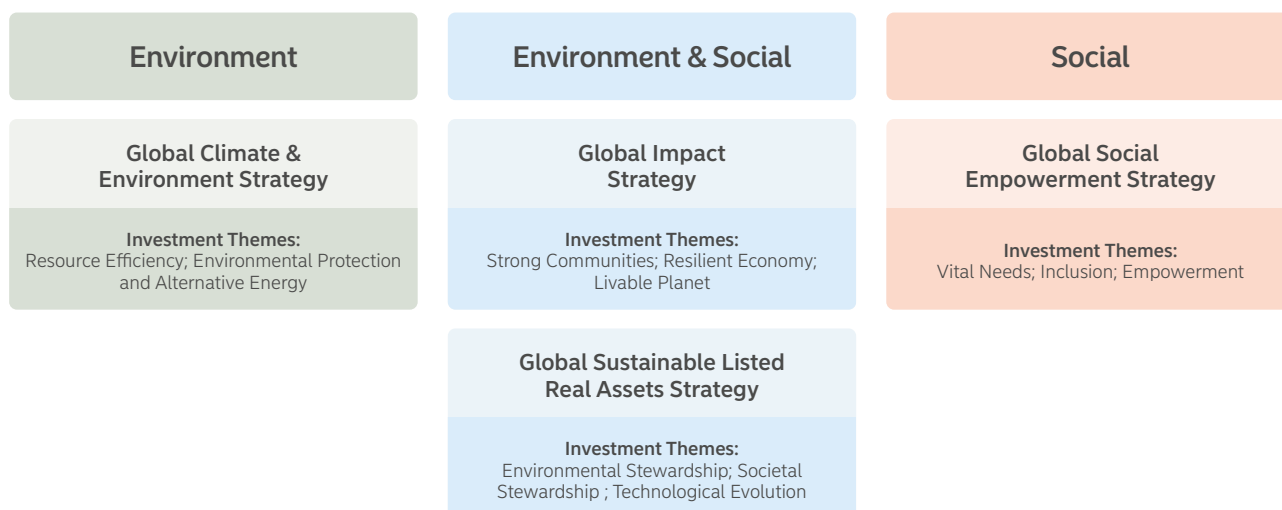 Environment
Environment & Social
Social
Global Climate &
Environment Strategy
Investment Themes:
Resource Efficiency; Environmental Protection
and Alternative Energy
Global Impact
Strategy
Investment Themes:
Strong Communities; Resilient Economy;
Livable Planet
Global Social
Empowerment Strategy
Investment Themes:
Vital Needs; Inclusion; Empowerment
Global Sustainable Listed
Real Assets Strategy
Investment Themes:
Environmental Stewardship; Societal
Stewardship ; Technological Evolution